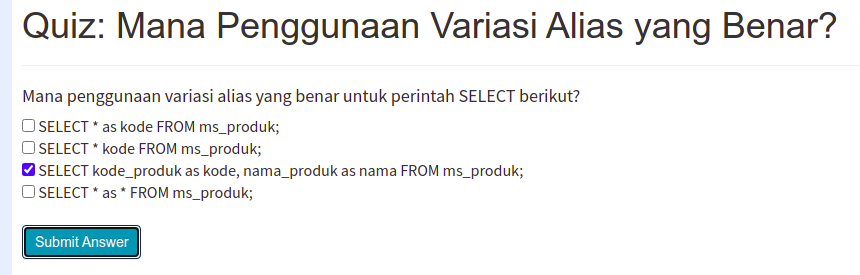 Quiz: Mana Penggunaan Variasi Alias yang Benar?
Mana penggunaan variasi alias yang benar untuk perintah SELECT berikut?
SELECT * as kode FROM ms_produk;
SELECT * kode FROM ms_produk;
SELECT kode_produk as kode, nama_produk as nama FROM ms_produk;
SELECT * as * FROM ms_produk;
Submit Answer